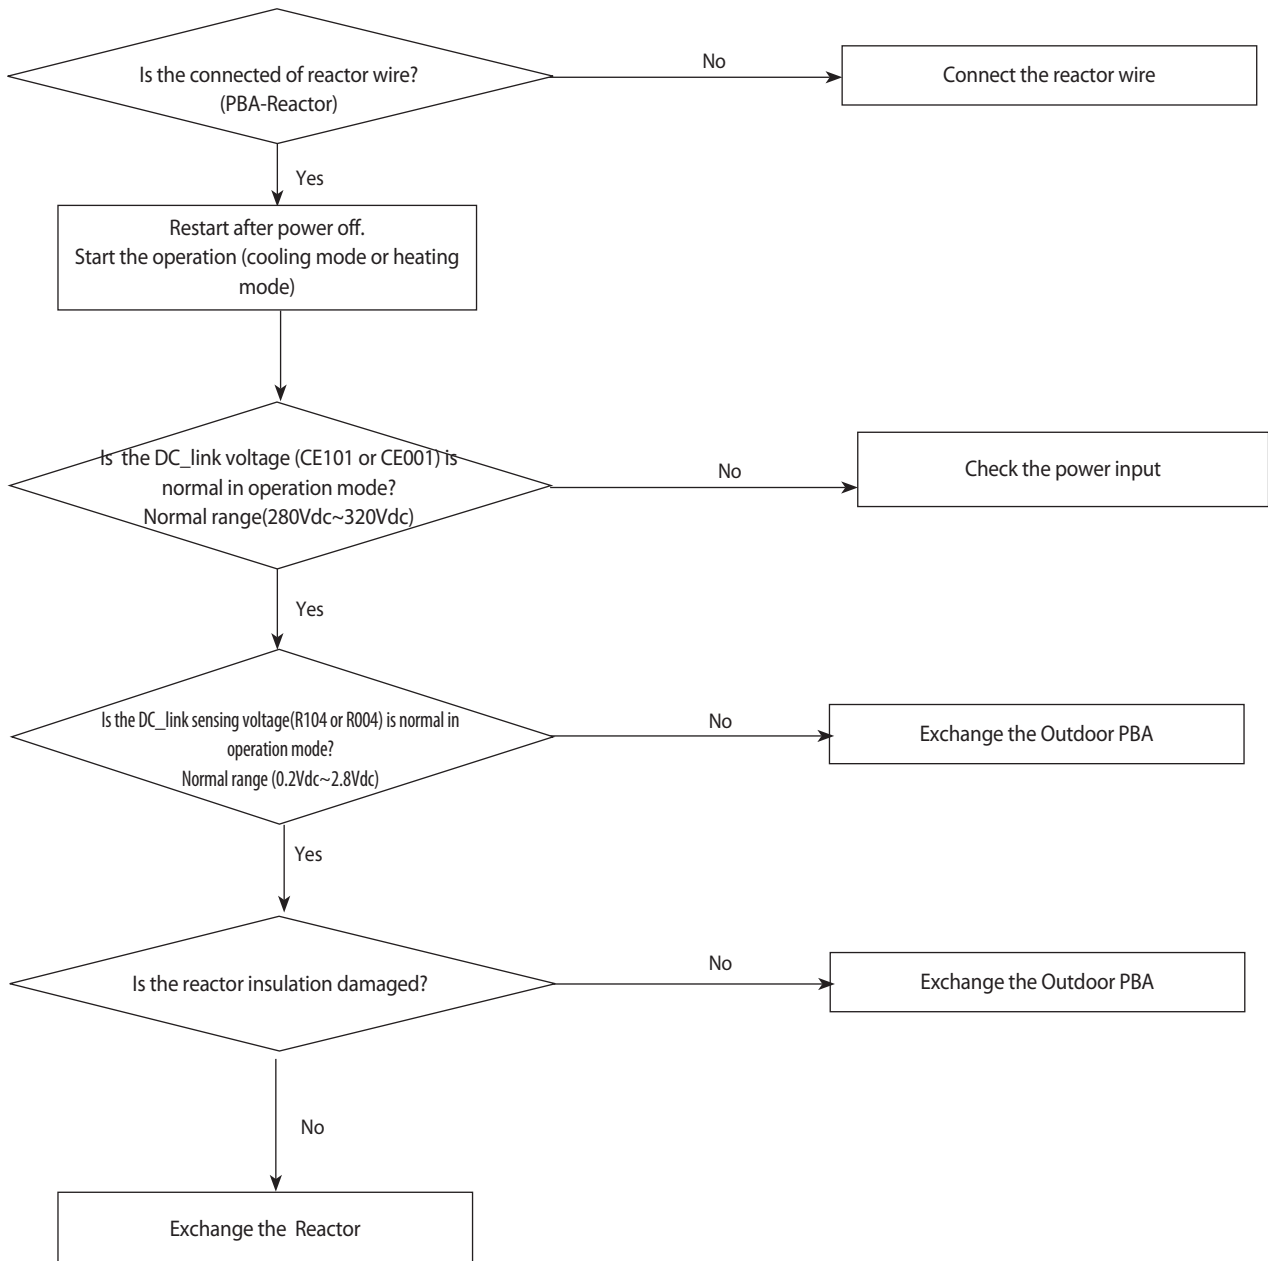 Is the connected of reactor wire?
(PBA-Reactor)
No
Connect the reactor wire
Yes
Restart after power off.
Start the operation (cooling mode or heating
mode)
Is the DC_link voltage (CE101 or CE001) is
normal in operation mode?
Normal range(280Vdc~320Vdc)
No
Check the power input
Yes
Is the DC_link sensing voltage(R104 or R004) is normal in
operation mode?
Normal range (0.2Vdc~2.8Vdc)
No
Exchange the Outdoor PBA
Yes
Is the reactor insulation damaged?
No
Exchange the Outdoor PBA
No
Exchange the Reactor